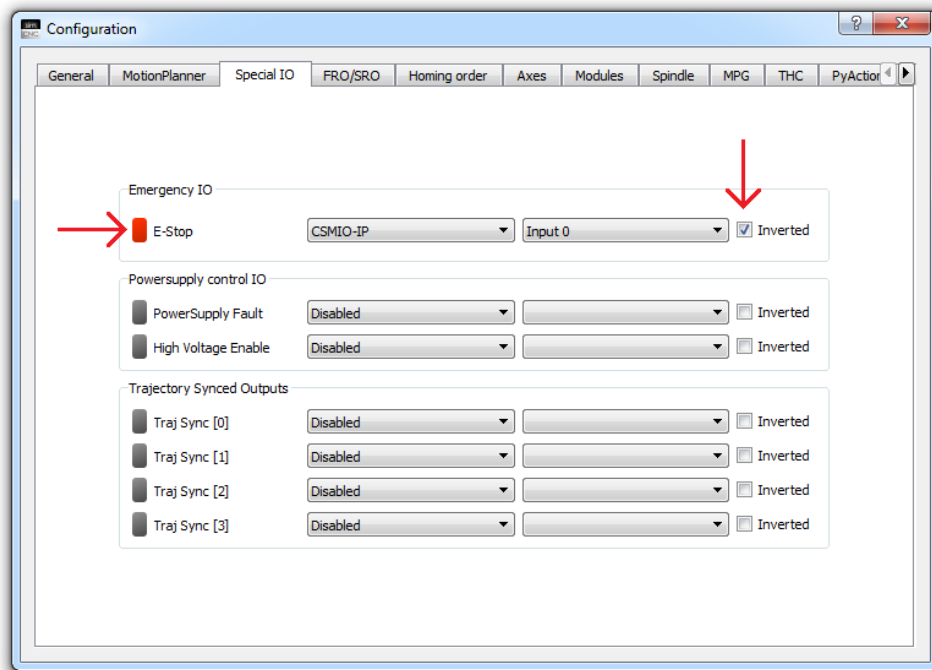 Configuration
General MotionPlanner Special IO FRO/SRO Homing order Axes Modules Spindle MPG THC PyAction
Emergency IO
E-Stop CSMIO-IP Input 0 Inverted
Powersupply control IO
PowerSupply Fault Disabled Inverted
High Voltage Enable Disabled Inverted
Trajectory Synced Outputs
Traj Sync [0] Disabled Inverted
Traj Sync [1] Disabled Inverted
Traj Sync [2] Disabled Inverted
Traj Sync [3] Disabled Inverted